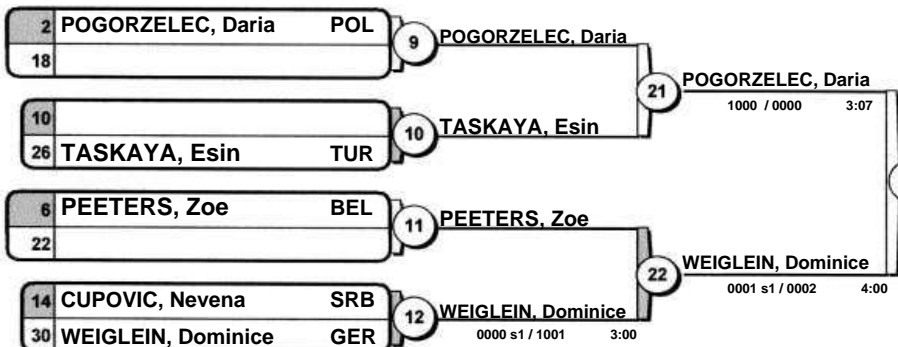 2 POGORZELEC, Daria POL
18
9 POGORZELEC, Daria
21 POGORZELEC, Daria
1000 / 0000 3:07
10
26 TASKAYA, Esin TUR
10 TASKAYA, Esin
6 PEETERS, Zoe BEL
22
11 PEETERS, Zoe
22 WEIGLEIN, Dominice
0001 s1 / 0002 4:00
14 CUPOVIC, Nevena SRB
30 WEIGLEIN, Dominice GER
12 WEIGLEIN, Dominice
0000 s1 / 1001 3:00